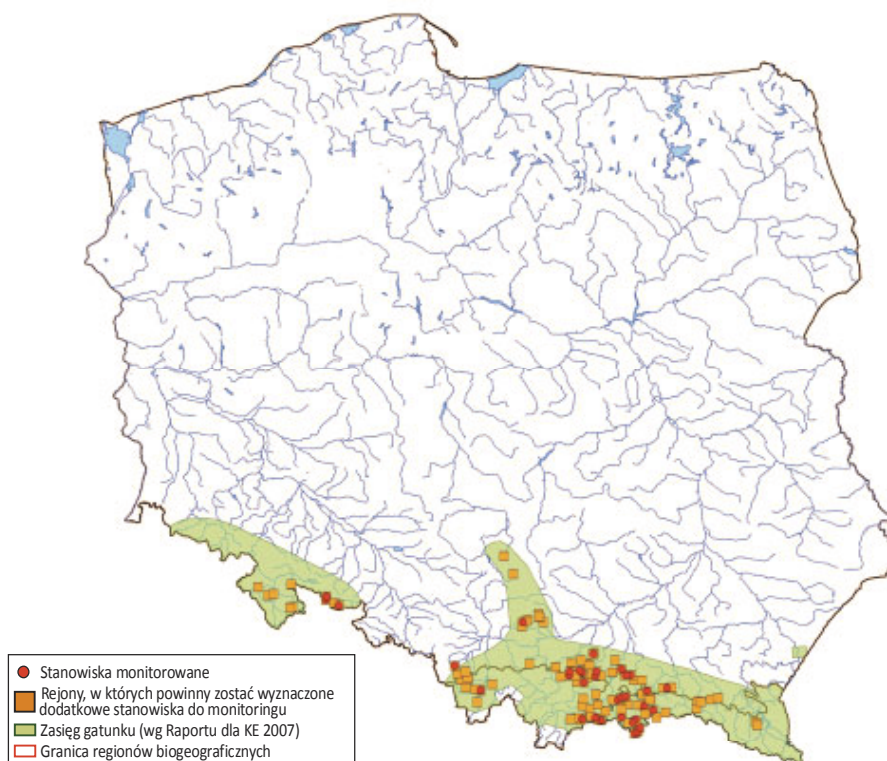 Stanowiska monitorowane
Rejony, w których powinny zostać wyznaczone
dodatkowe stanowiska do monitoringu
Zasięg gatunku (wg Raportu dla KE 2007)
Granica regionów biogeograficznych